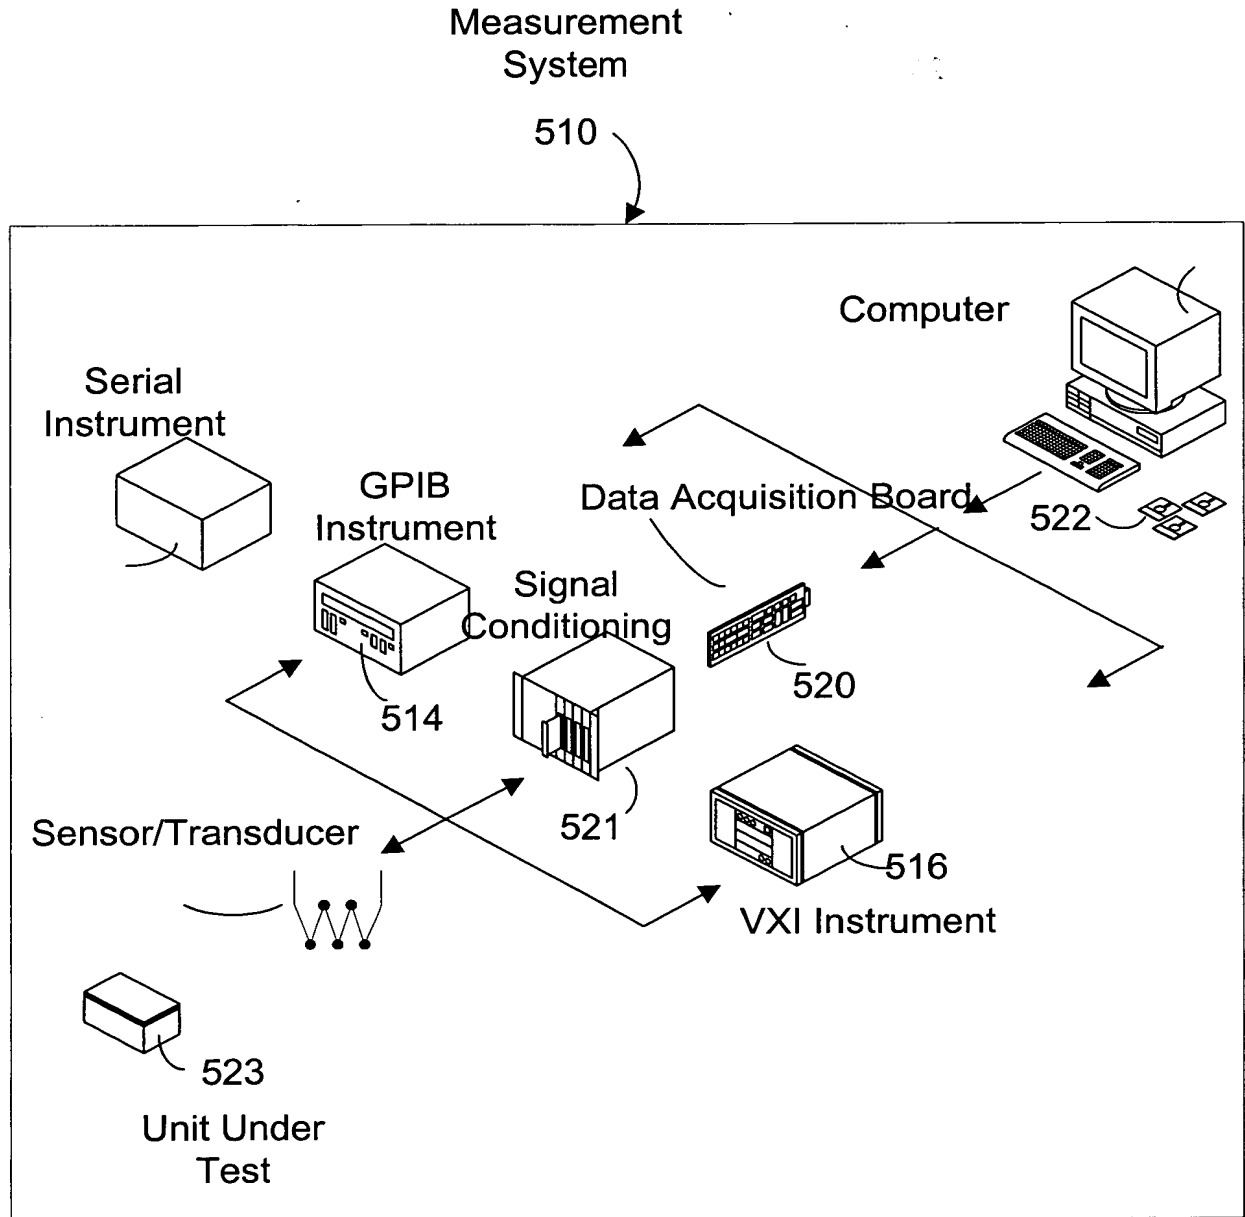 Measurement
System
510
Computer
Serial
Instrument
GPIB
Instrument
Data Acquisition Board
522
Signal
Conditioning
520
514
521
Sensor/Transducer
516
VXI Instrument
523
Unit Under
Test